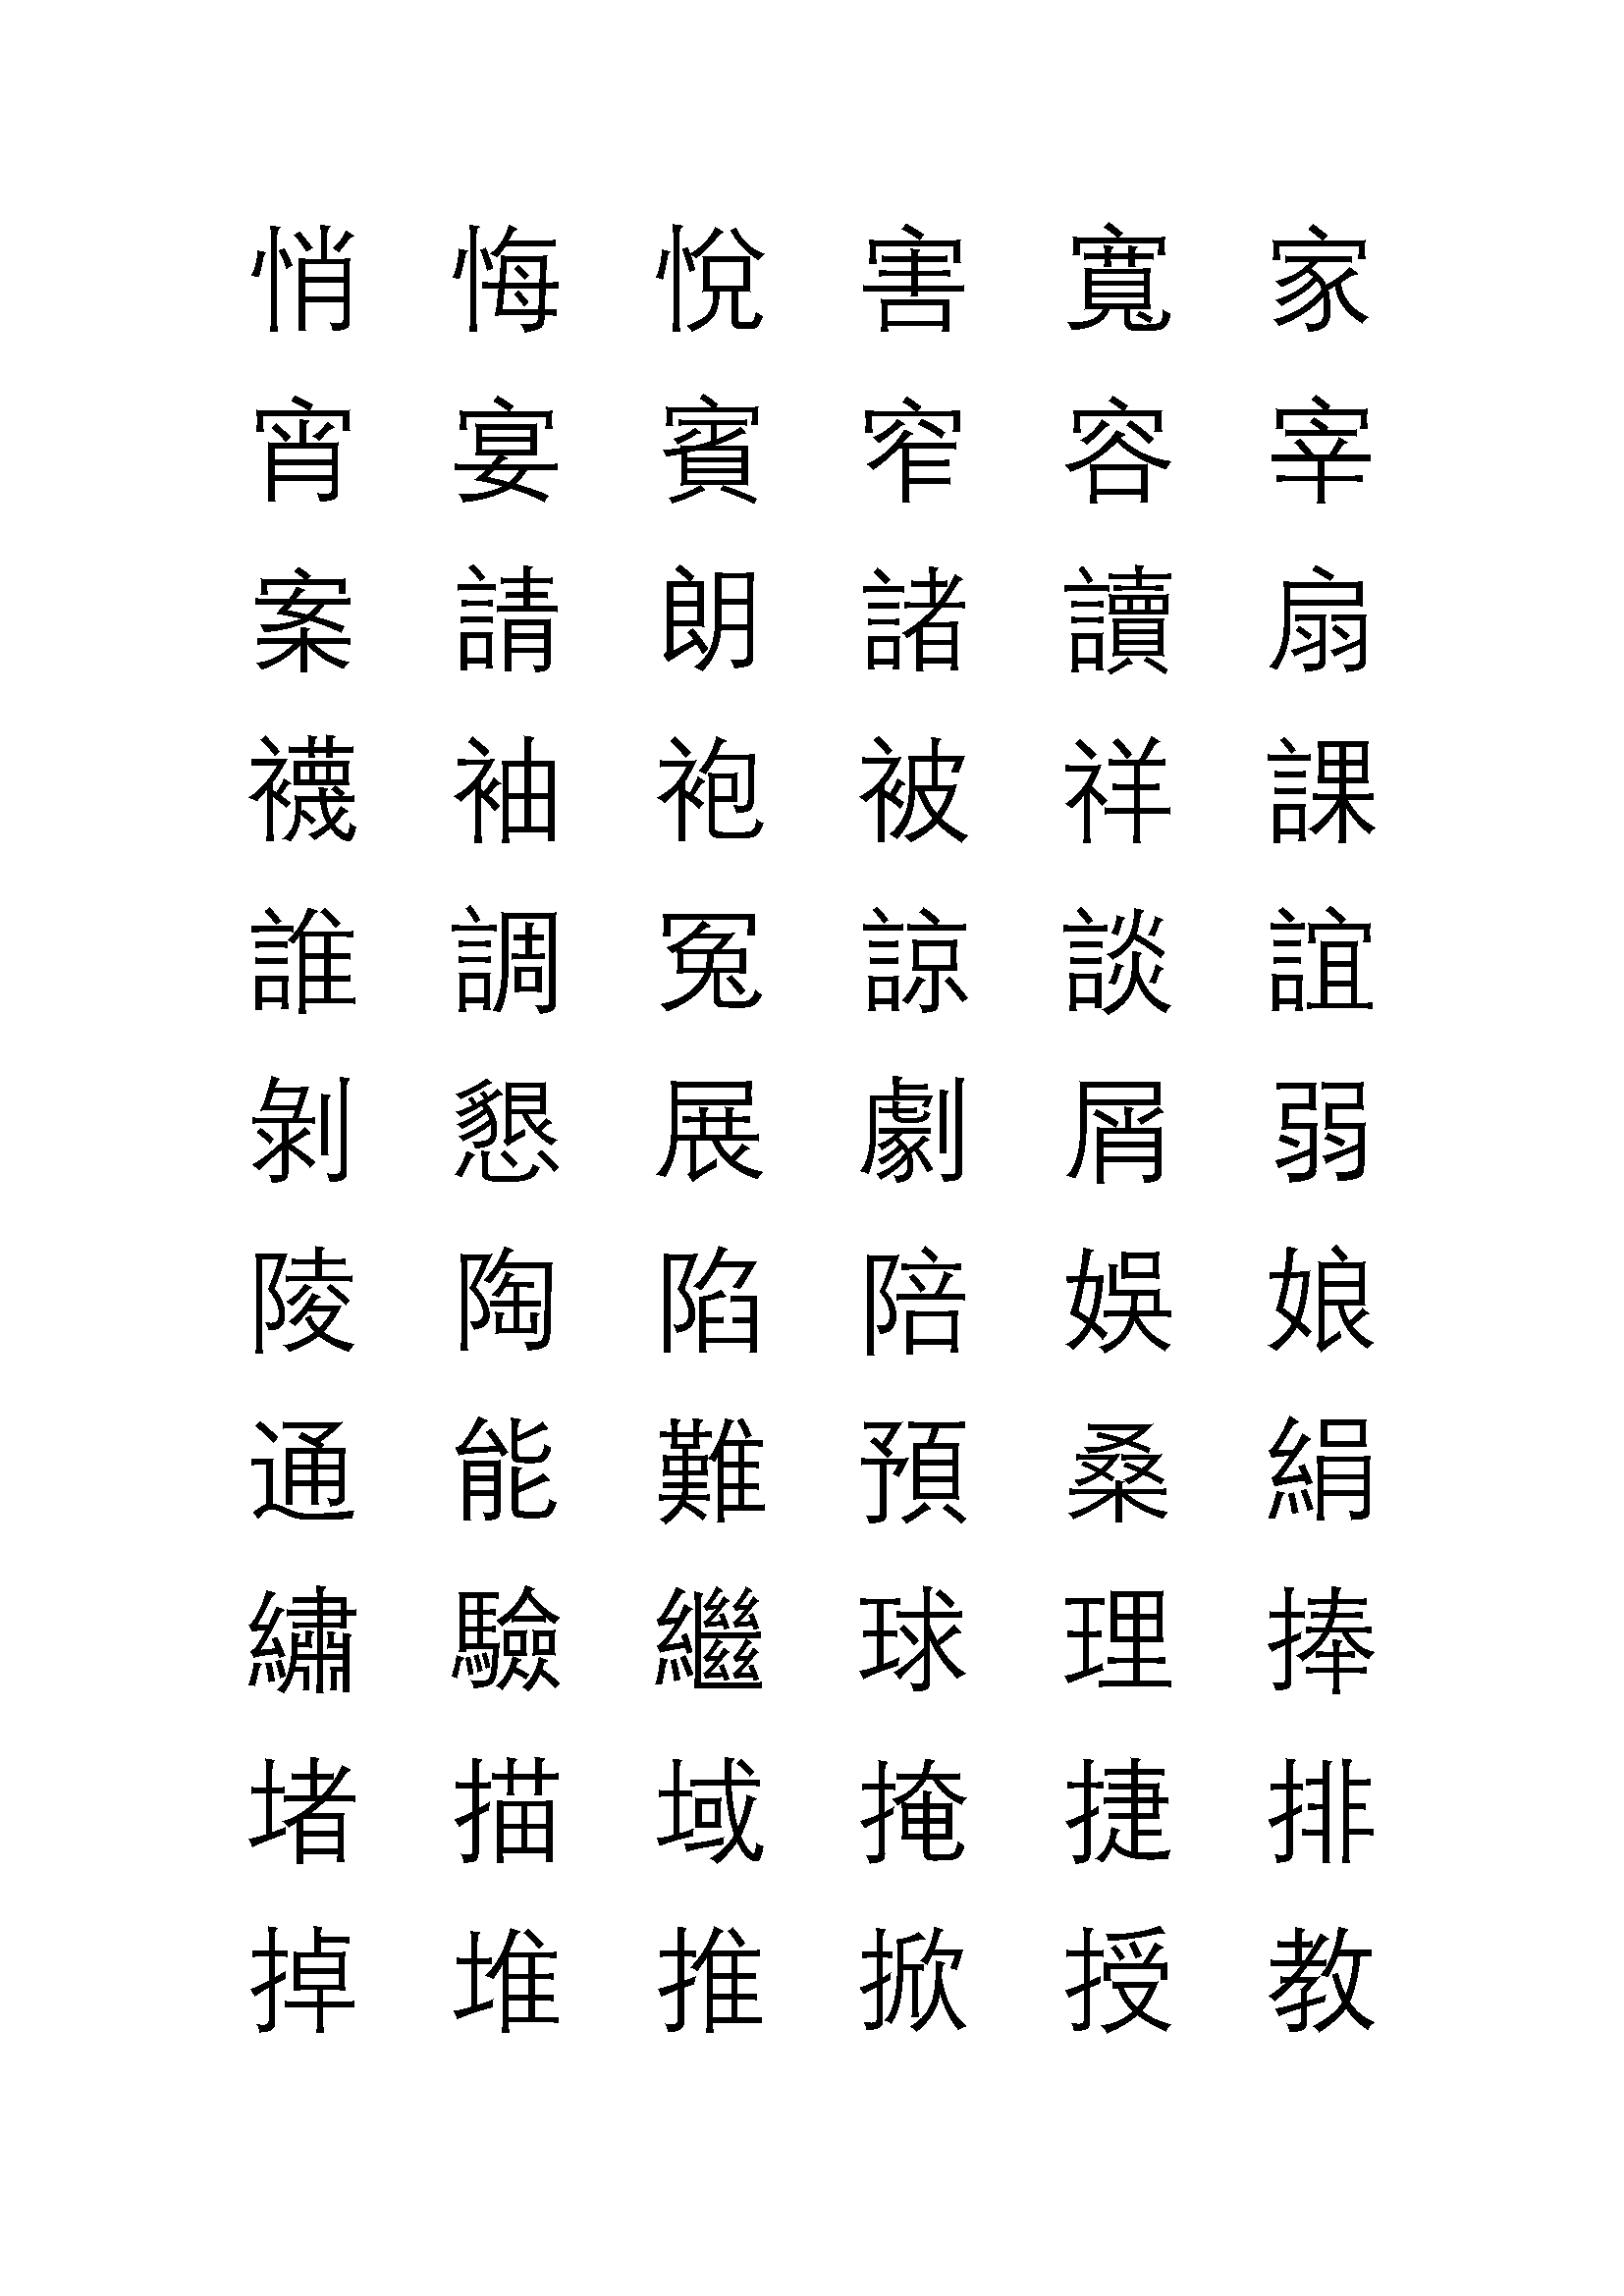 悄 悔 悅 害 寬 家
宵 宴 賓 窄 容 宰
案 請 朗 諸 讀 扇
襪 袖 袍 被 祥 課
誰 調 冤 諒 談 誼
剝 懇 展 劇 屑 弱
陵 陶 陷 陪 娛 娘
通 能 難 預 桑 絹
繡 驗 繼 球 理 捧
堵 描 域 掩 捷 排
掉 堆 推 掀 授 教